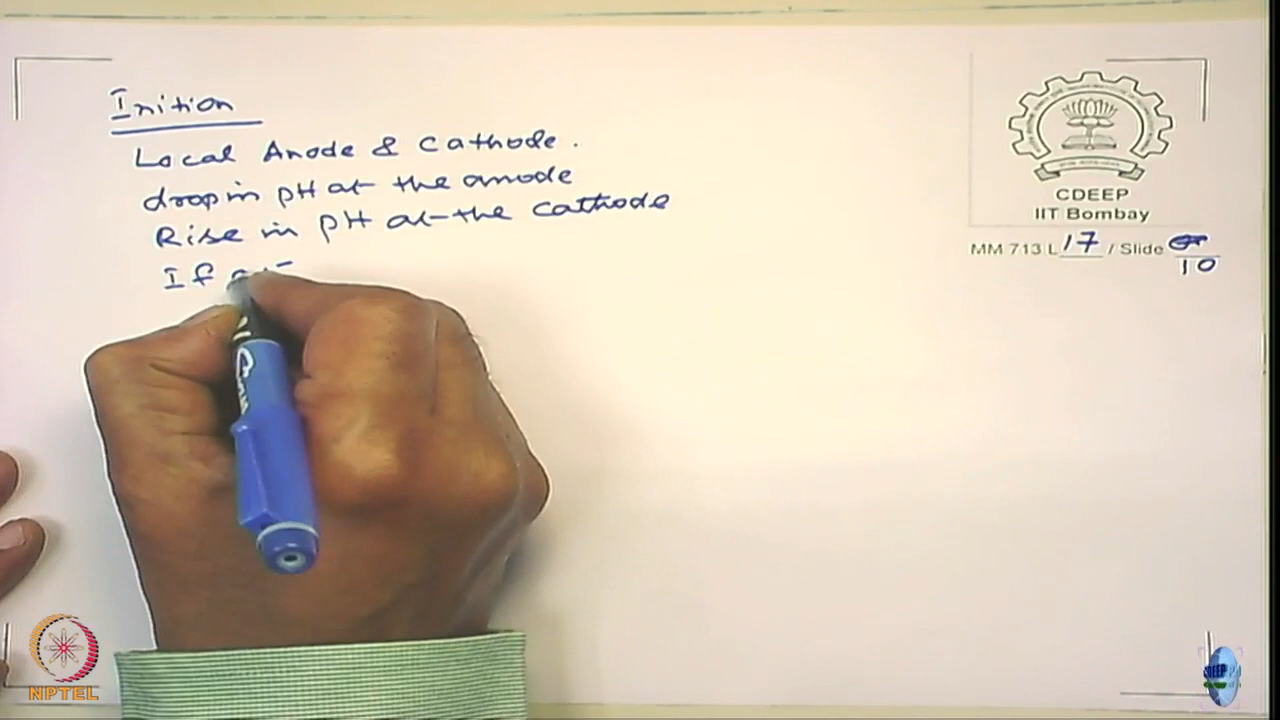 Inition
Local Anode & Cathode.
drop in pH at the anode
Rise in pH at the cathode
If
CDEEP
IIT Bombay
MM 713 L 17 / Slide
10
NPTEL
CDEEP